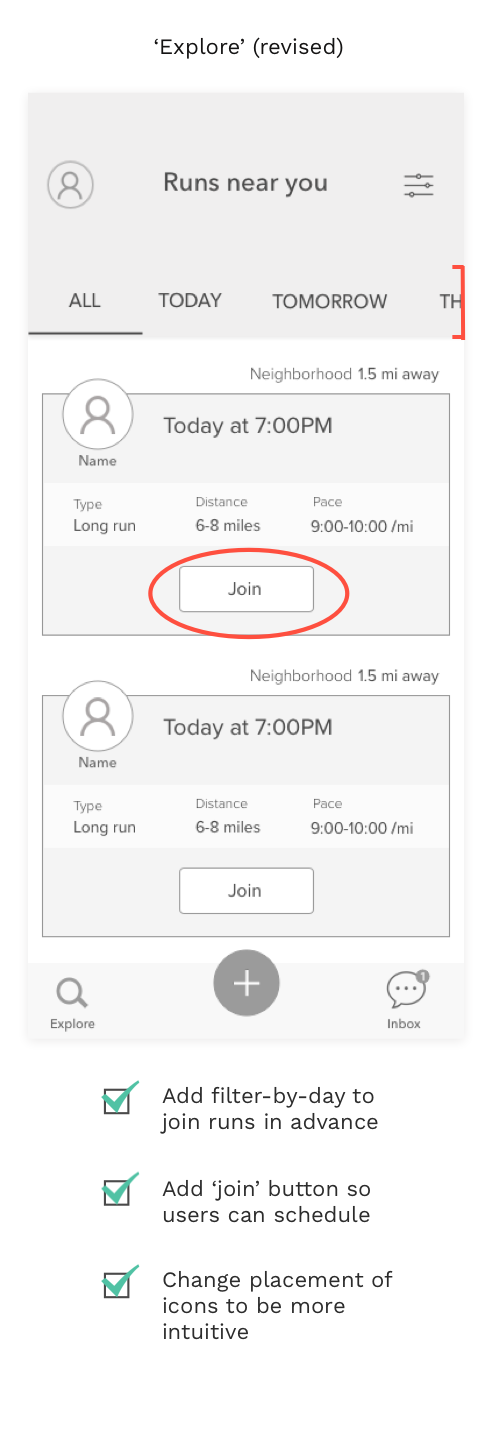 ‘Explore’ (revised)
Runs near you
ALL TODAY TOMORROW TH
Neighborhood 1.5 mi away
Today at 7:00PM
Name
Type Distance Pace
Long run 6-8 miles 9:00-10:00 /mi
Join
Neighborhood 1.5 mi away
Today at 7:00PM
Name
Type Distance Pace
Long run 6-8 miles 9:00-10:00 /mi
Join
1
Explore Inbox
Add filter-by-day to
join runs in advance
Add ‘join’ button so
users can schedule
Change placement of
icons to be more
intuitive